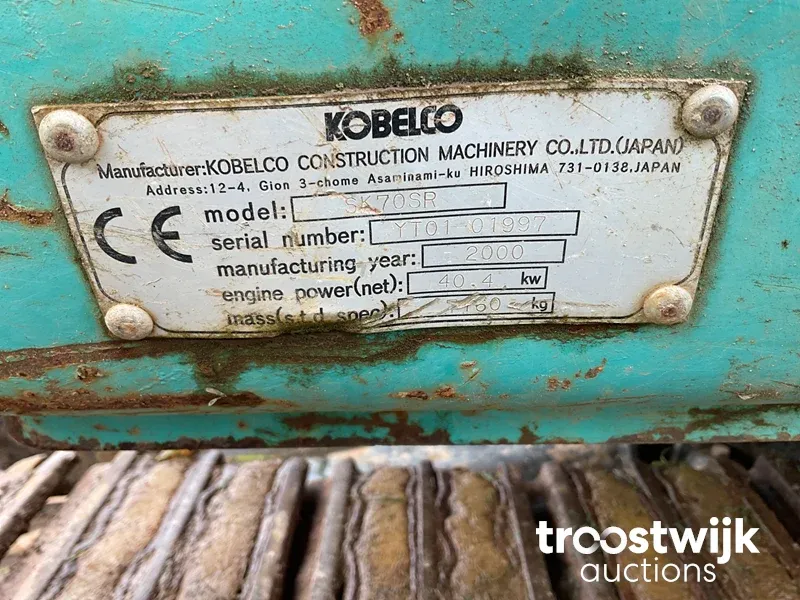 KOBELCO
Manufacturer:KOBELCO CONSTRUCTION MACHINERY CO.,LTD.(JAPAN)
Address:12-4, Gion 3-chome Asaminami-ku HIROSHIMA 731-0138,JAPAN
CE
model: SK70SR
serial number: YT01-01997
manufacturing year: 2000
engine power(net): 40.4 kw
mass(s.t.d spec): kg
troostwijk
auctions